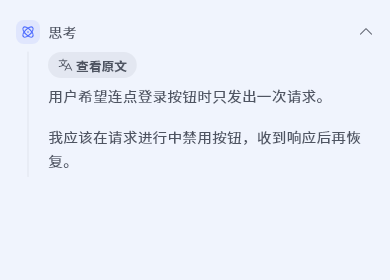 思考
查看原文
用户希望连点登录按钮时只发出一次请求。
我应该在请求进行中禁用按钮，收到响应后再恢
复。